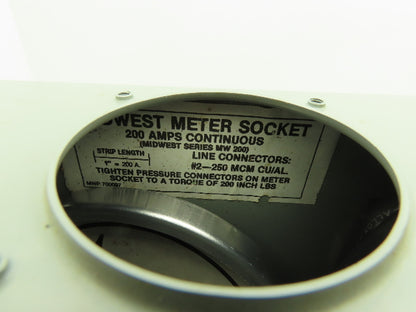 DWEST METER SOCKET
200 AMPS CONTINUOUS
(MIDWEST SERIES MW 200)
STRIP LENGTH
LINE CONNECTORS:
1" = 200 A.
#2—250 MCM CU/AL.
TIGHTEN PRESSURE CONNECTORS ON METER
SOCKET TO A TORQUE OF 200 INCH LBS